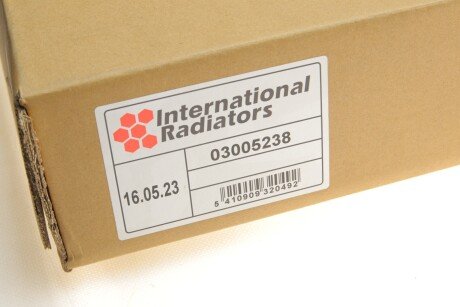 International
Radiators
03005238
16.05.23
5 410909 320492